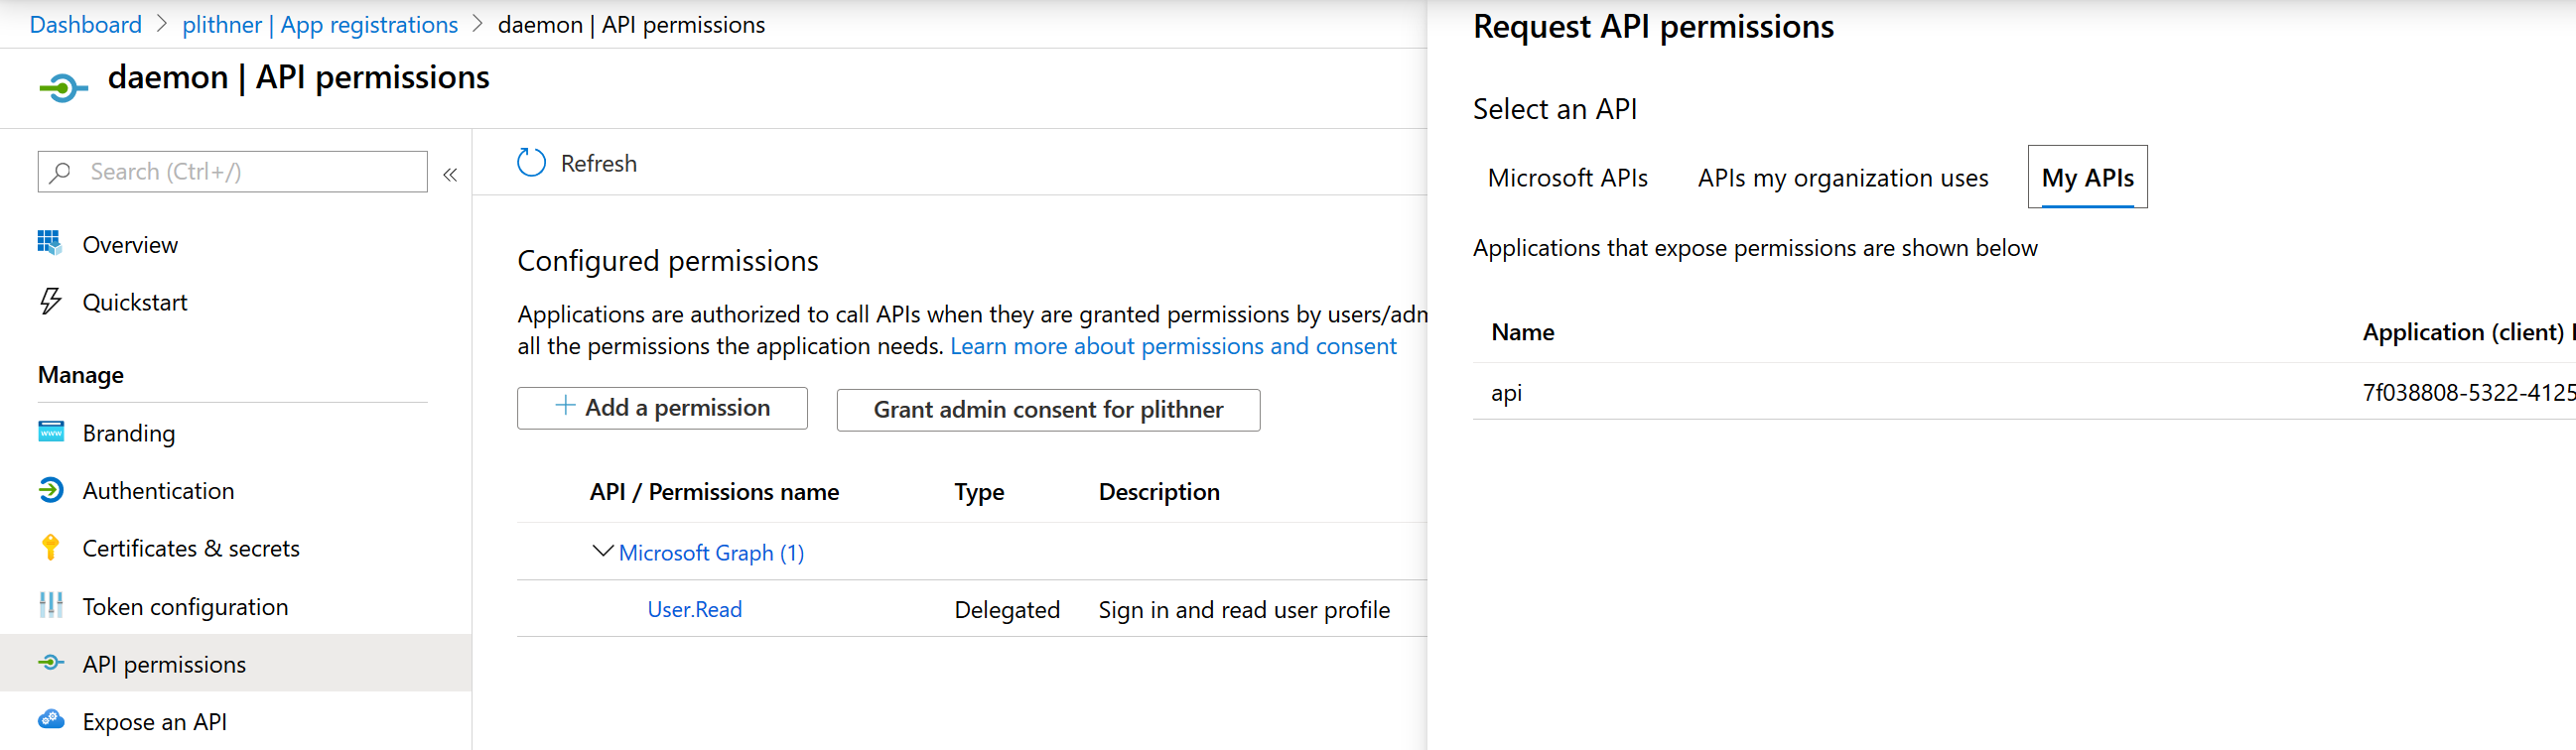 Dashboard > plithner | App registrations > daemon | API permissions
daemon | API permissions
Search (Ctrl+/)
«
Overview
Quickstart
Manage
Branding
Authentication
Certificates & secrets
Token configuration
API permissions
Expose an API
Refresh
Configured permissions
Applications are authorized to call APIs when they are granted permissions by users/adm
all the permissions the application needs. Learn more about permissions and consent
+ Add a permission
Grant admin consent for plithner
API / Permissions name Type Description
Microsoft Graph (1)
User.Read Delegated Sign in and read user profile
Request API permissions
Select an API
Microsoft APIs APIs my organization uses My APIs
Applications that expose permissions are shown below
Name Application (client)
api 7f038808-5322-4125